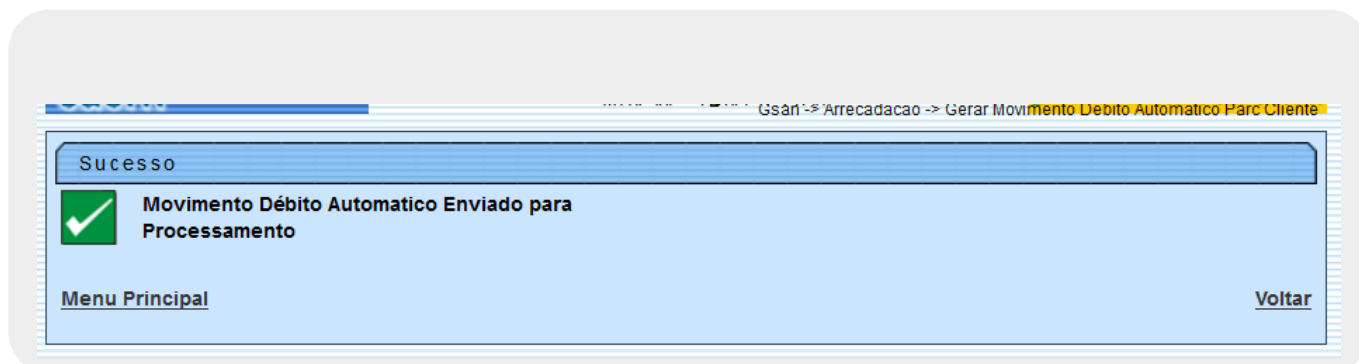 Gsan -> Arrecadacao -> Gerar Movimento Debito Automatico Parc Cliente
Sucesso
Movimento Débito Automatico Enviado para
Processamento
Menu Principal
Voltar